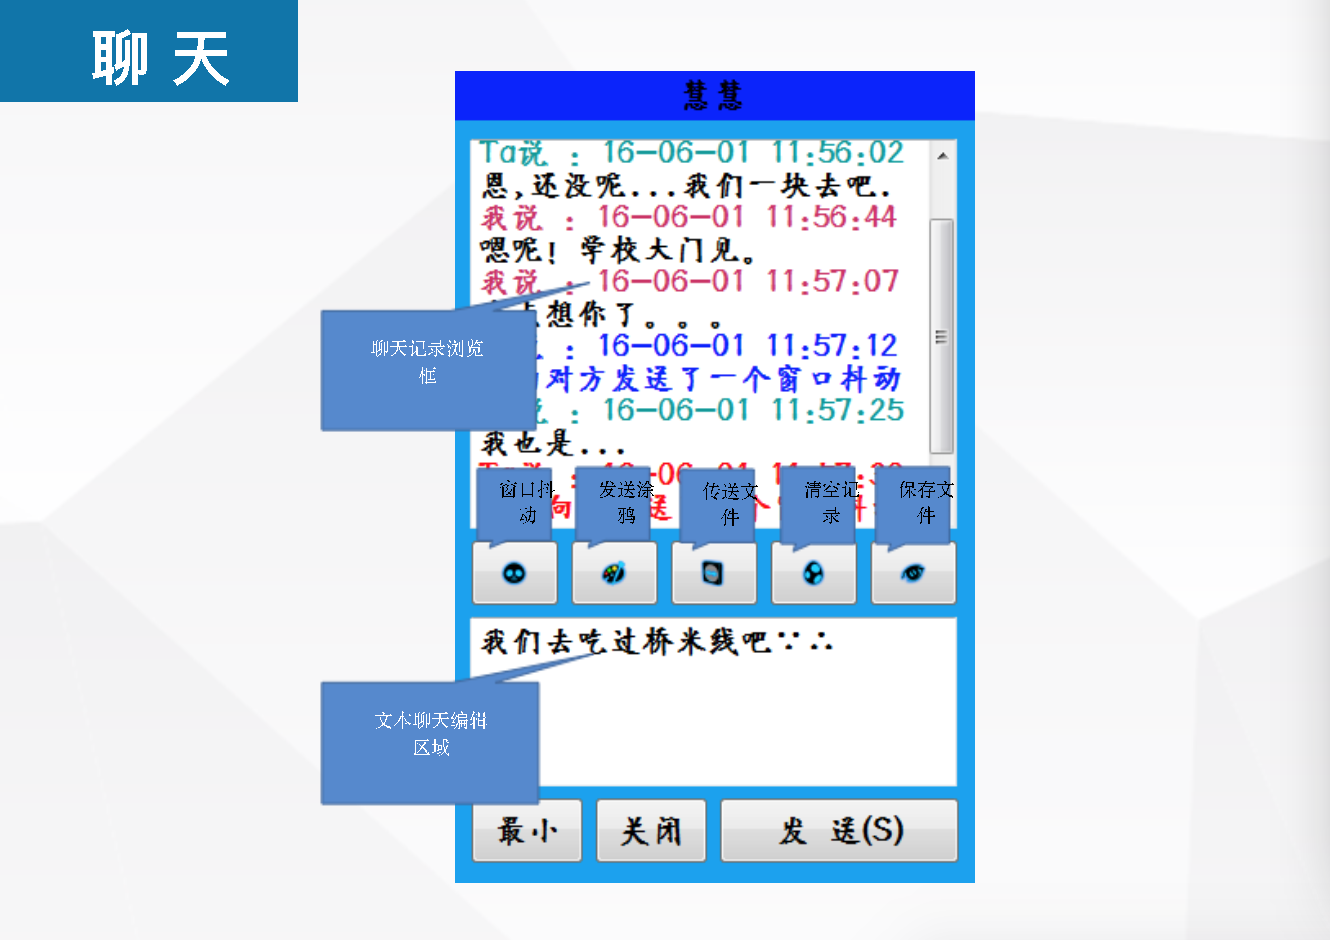 聊 天
慧慧
Ta说 : 16-06-01 11:56:02
恩,还没呢...我们一块去吧.
我说 : 16-06-01 11:56:44
嗯呢! 学校大门见。
我说 : 16-06-01 11:57:07
想你了。。。
: 16-06-01 11:57:12
对方发送了一个窗口抖动
: 16-06-01 11:57:25
我也是...
聊天记录浏览
框
窗口抖
动
发送涂
鸦
传送文
件
清空记
录
保存文
件
我们去吃过桥米线吧∵∴
文本聊天编辑
区域
最小
关闭
发 送(S)